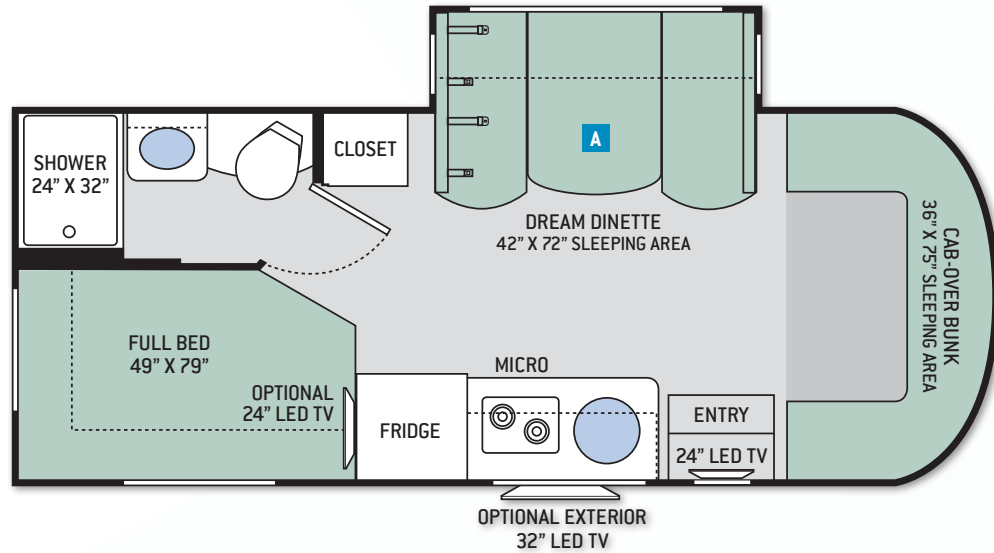 A
SHOWER
24” X 32”
CLOSET
DREAM DINETTE
42” X 72” SLEEPING AREA
CAB-OVER BUNK
36” X 75” SLEEPING AREA
FULL BED
49” X 79”
OPTIONAL
24” LED TV
MICRO
FRIDGE
ENTRY
24” LED TV
OPTIONAL EXTERIOR
32” LED TV